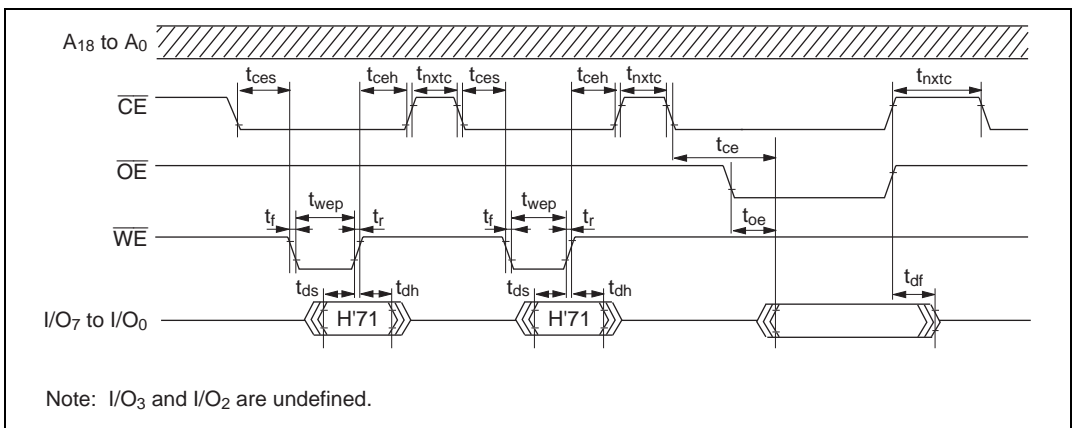 A18 to A0
tces tceh tnxtc tces tceh tnxtc tnxtc
CE
tce
OE
twep twep
tf tr tf tr toe
WE
tds tdh tds tdh tdf
I/O7 to I/O0 H'71 H'71
Note: I/O3 and I/O2 are undefined.